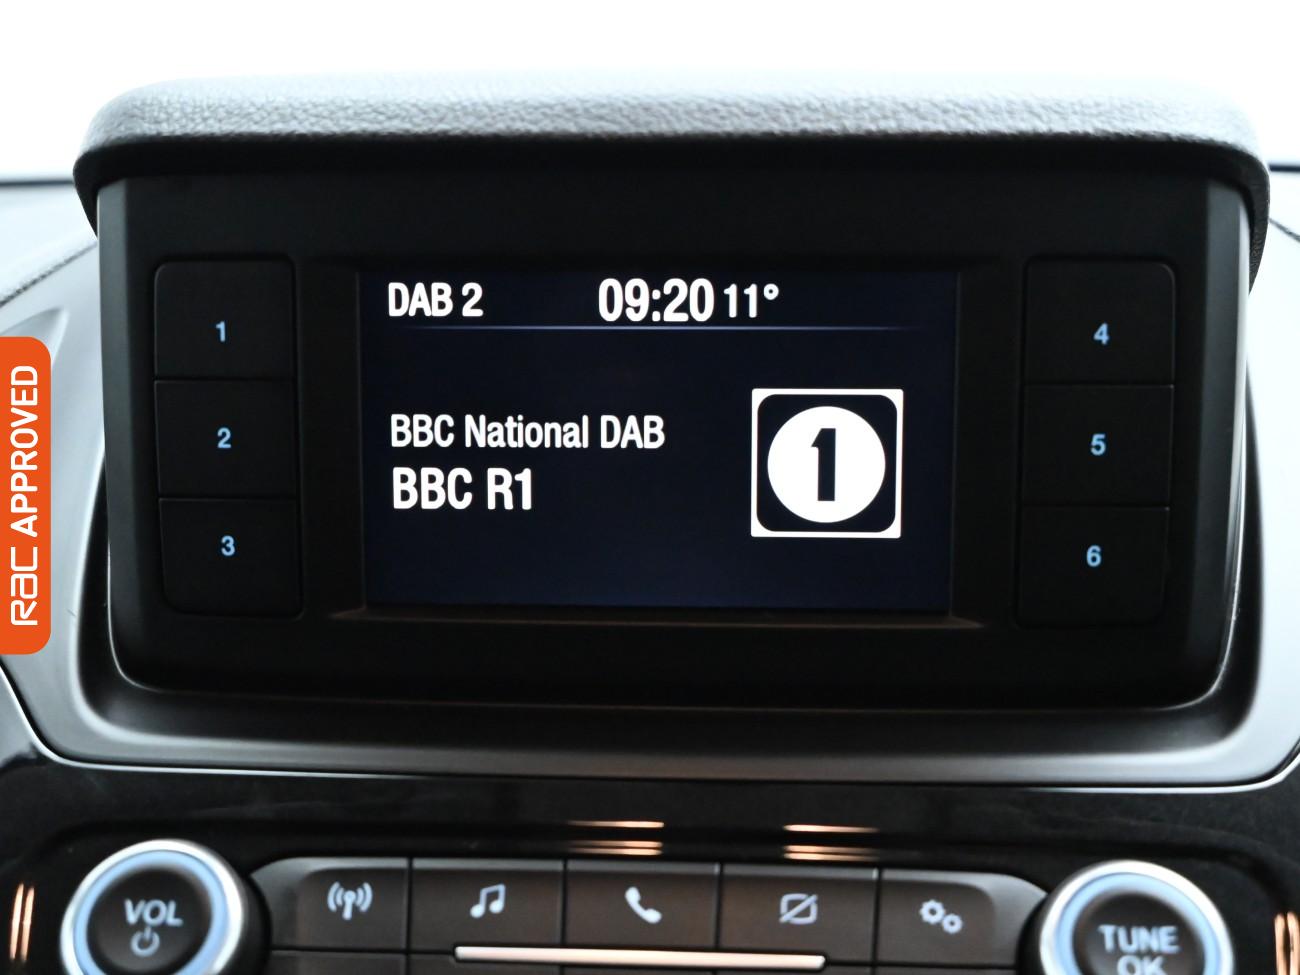 DAB 2 09:20 11°
BBC National DAB
BBC R1
1
1
2
3
4
5
6
RAC APPROVED
VOL
TUNE
OK